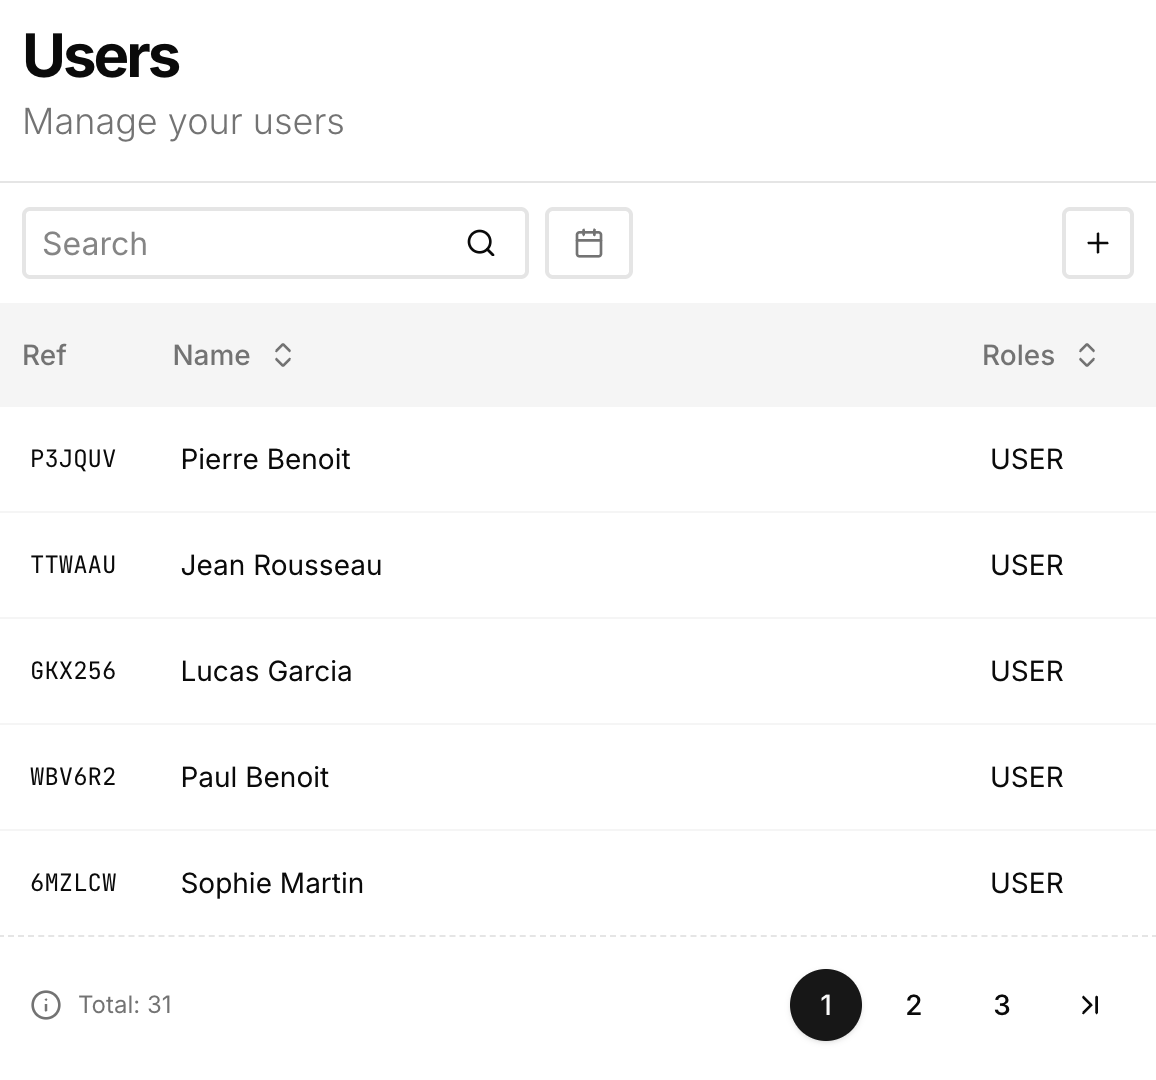 Users
Manage your users
Search
Ref Name Roles
P3JQUV Pierre Benoit USER
TTWAAU Jean Rousseau USER
GKX256 Lucas Garcia USER
WBV6R2 Paul Benoit USER
6MZLCW Sophie Martin USER
Total: 31 1 2 3